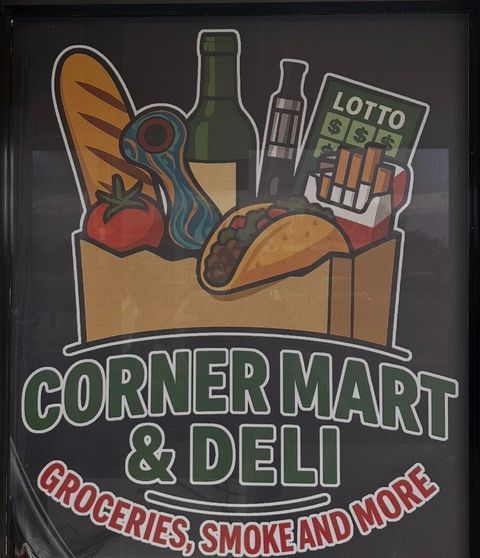 LOTTO
$ $ $
CORNER MART
& DELI
GROCERIES, SMOKE AND MORE